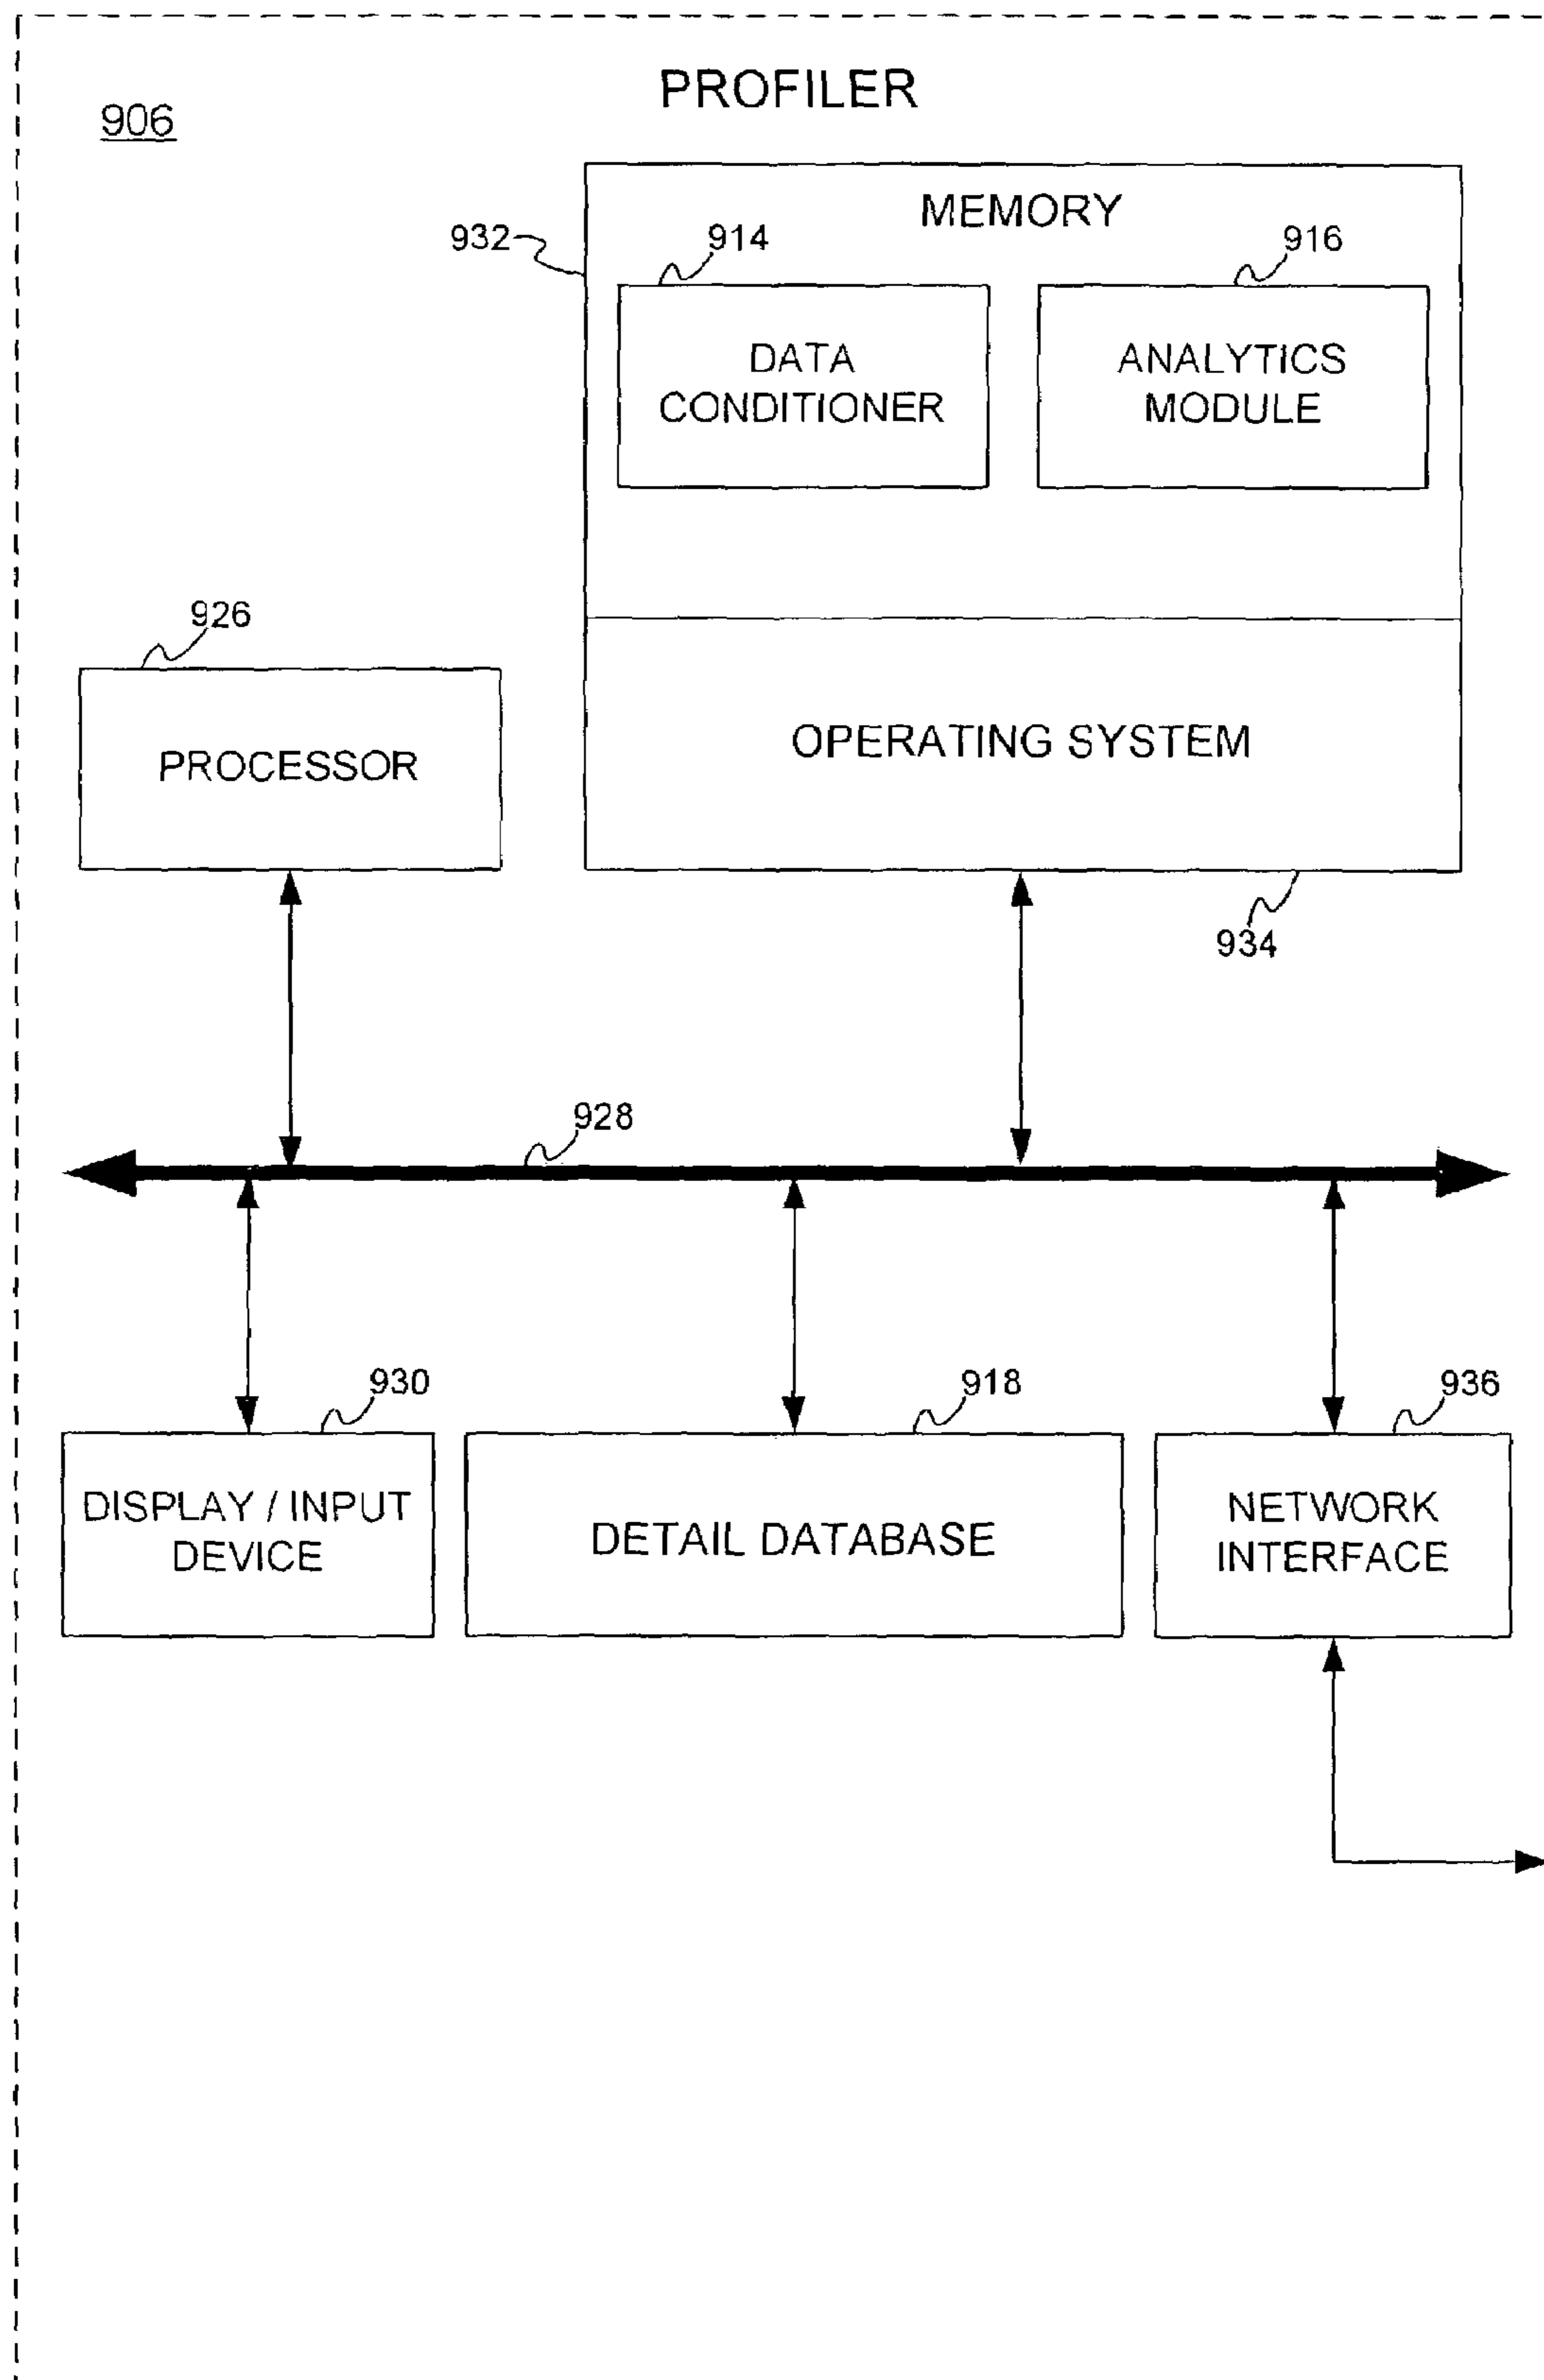 PROFILER
906
MEMORY
932
914
916
DATA
CONDITIONER
ANALYTICS
MODULE
926
PROCESSOR
OPERATING SYSTEM
934
928
930
918
936
DISPLAY / INPUT
DEVICE
DETAIL DATABASE
NETWORK
INTERFACE